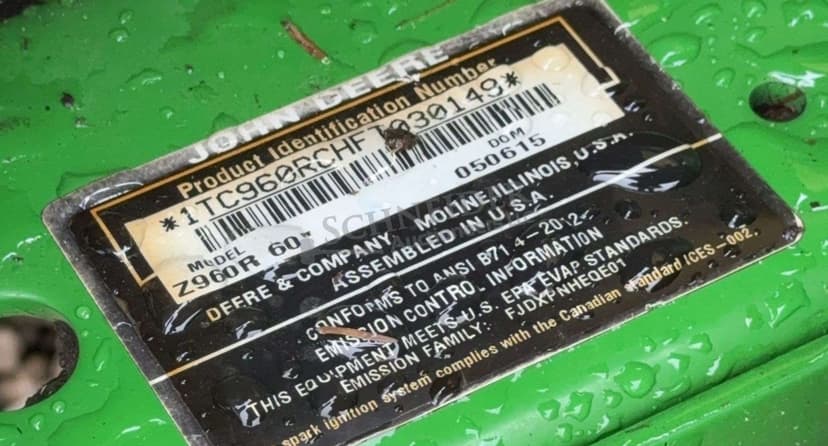 JOHN DEERE
Product Identification Number
*1TC960RCHFT030149*
MODEL
DOM
Z960R 60"
050615
DEERE & COMPANY MOLINE, ILLINOIS, U.S.A.
ASSEMBLED IN U.S.A.
CONFORMS TO ANSI B71.4-2012
EMISSION CONTROL INFORMATION
THIS EQUIPMENT MEETS U.S. EPA EVAP STANDARDS.
EMISSION FAMILY:
spark ignition system complies with the Canadian standard ICES-002.